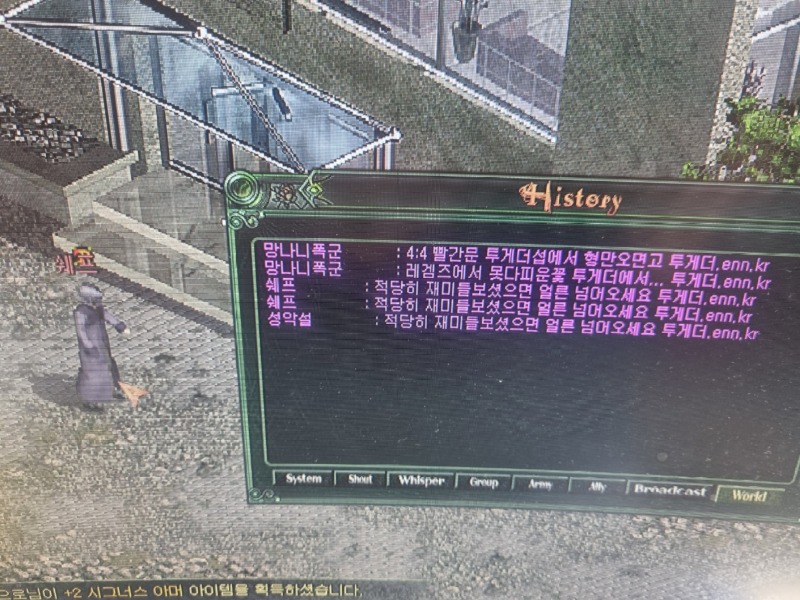 History
쉐프
망나니폭군 : 4:4 빨간문 투게더섭에서 형만오면고 투게더.enn.kr
망나니폭군 : 레겜즈에서 못다피운꽃 투게더에서... 투게더.enn.kr
쉐프 : 적당히 재미들보셨으면 얼른 넘어오세요 투게더.enn.kr
쉐프 : 적당히 재미들보셨으면 얼른 넘어오세요 투게더.enn.kr
성악설 : 적당히 재미들보셨으면 얼른 넘어오세요 투게더.enn.kr
System Shout Whisper Group Army Ally Broadcast World
으로님이 +2 시그너스 아머 아이템을 획득하셨습니다.